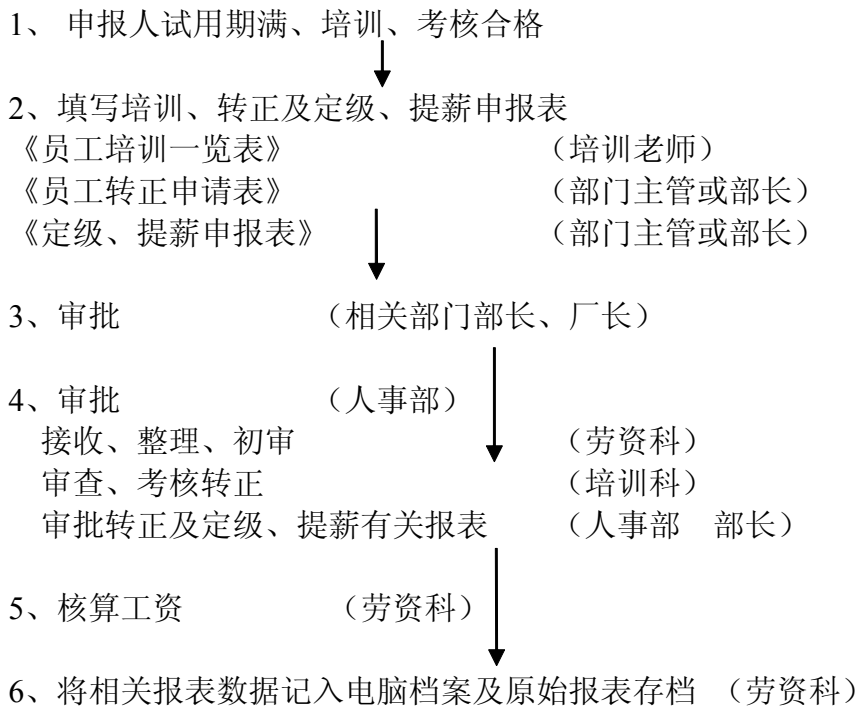 1、 申报人试用期满、培训、考核合格
2、填写培训、转正及定级、提薪申报表
《员工培训一览表》 （培训老师）
《员工转正申请表》 （部门主管或部长）
《定级、提薪申报表》 （部门主管或部长）
3、审批 （相关部门部长、厂长）
4、审批 （人事部）
接收、整理、初审 （劳资科）
审查、考核转正 （培训科）
审批转正及定级、提薪有关报表 （人事部 部长）
5、核算工资 （劳资科）
6、将相关报表数据记入电脑档案及原始报表存档 （劳资科）